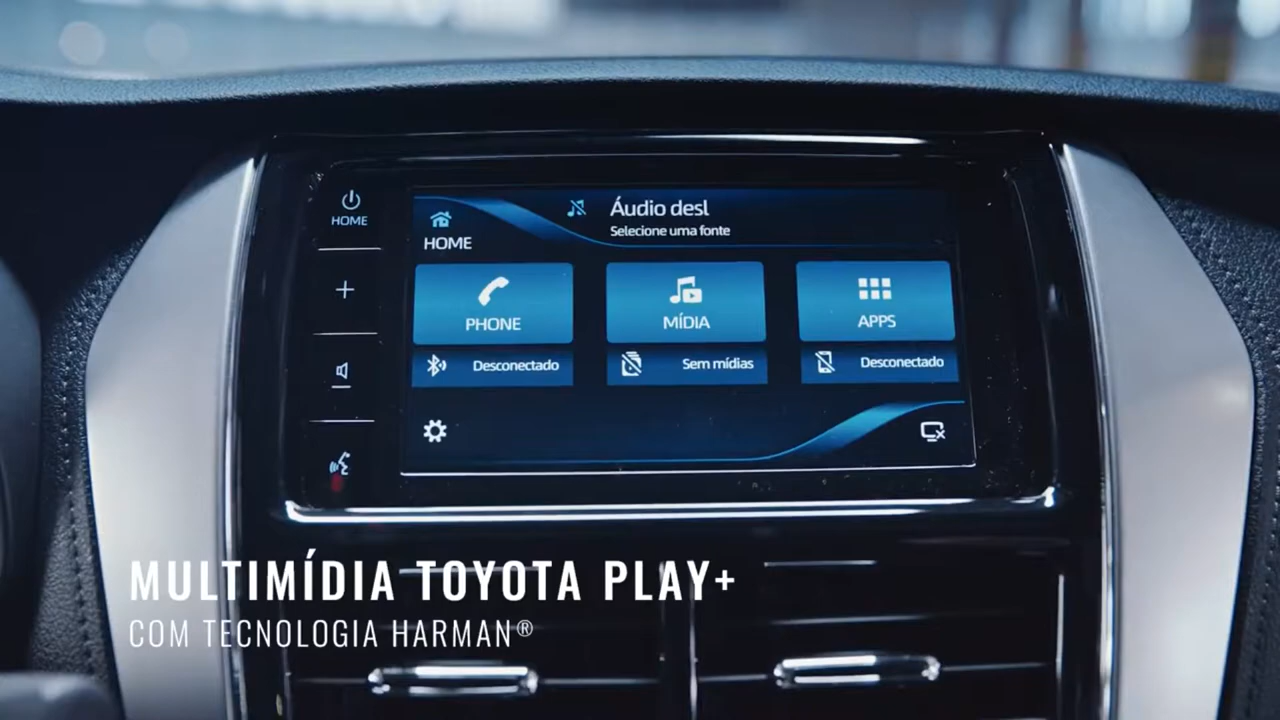 HOME
Áudio desl
Selecione uma fonte
HOME
PHONE
MÍDIA
APPS
Desconectado
Sem mídias
Desconectado
MULTIMÍDIA TOYOTA PLAY+
COM TECNOLOGIA HARMAN®